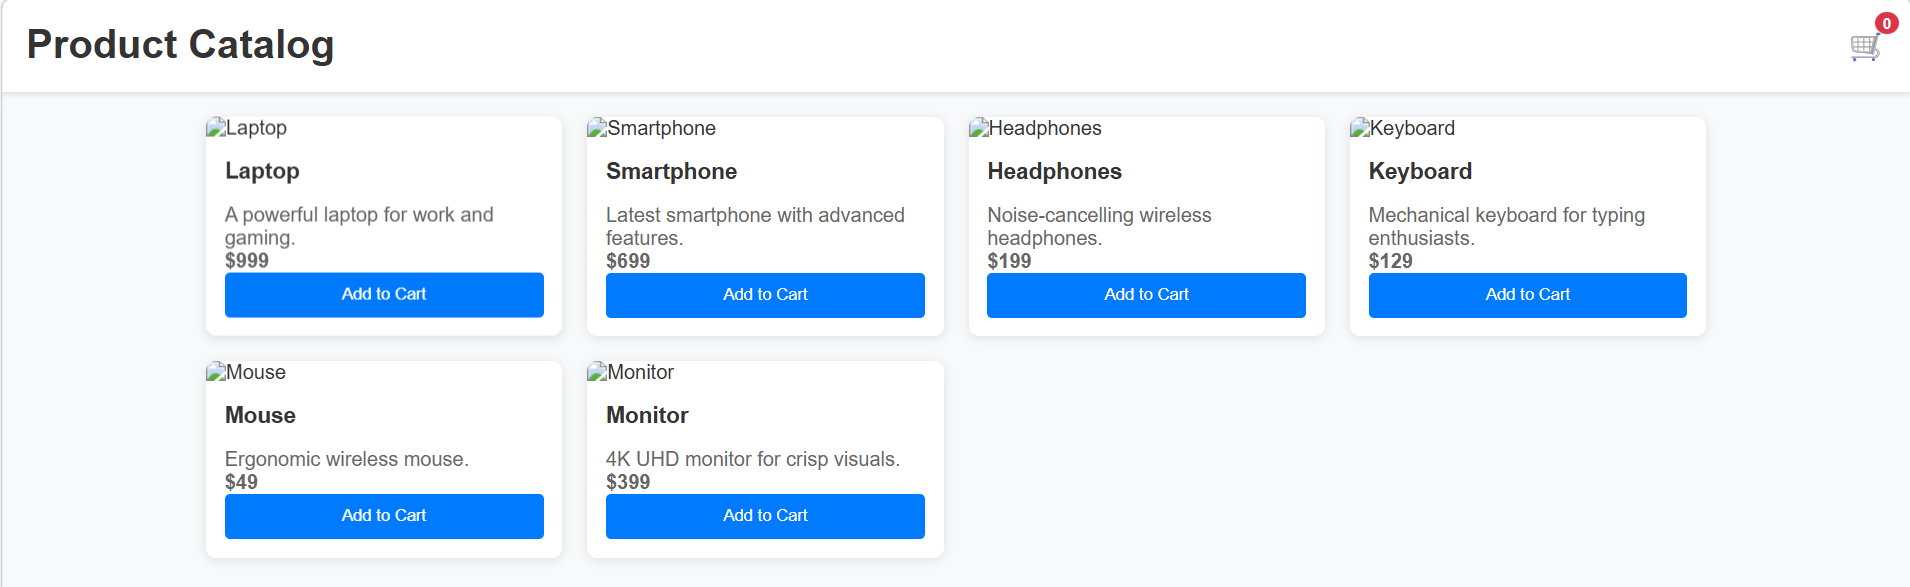 Product Catalog
0
Laptop
Laptop
A powerful laptop for work and
gaming.
$999
Add to Cart
Smartphone
Smartphone
Latest smartphone with advanced
features.
$699
Add to Cart
Headphones
Headphones
Noise-cancelling wireless
headphones.
$199
Add to Cart
Keyboard
Keyboard
Mechanical keyboard for typing
enthusiasts.
$129
Add to Cart
Mouse
Mouse
Ergonomic wireless mouse.
$49
Add to Cart
Monitor
Monitor
4K UHD monitor for crisp visuals.
$399
Add to Cart